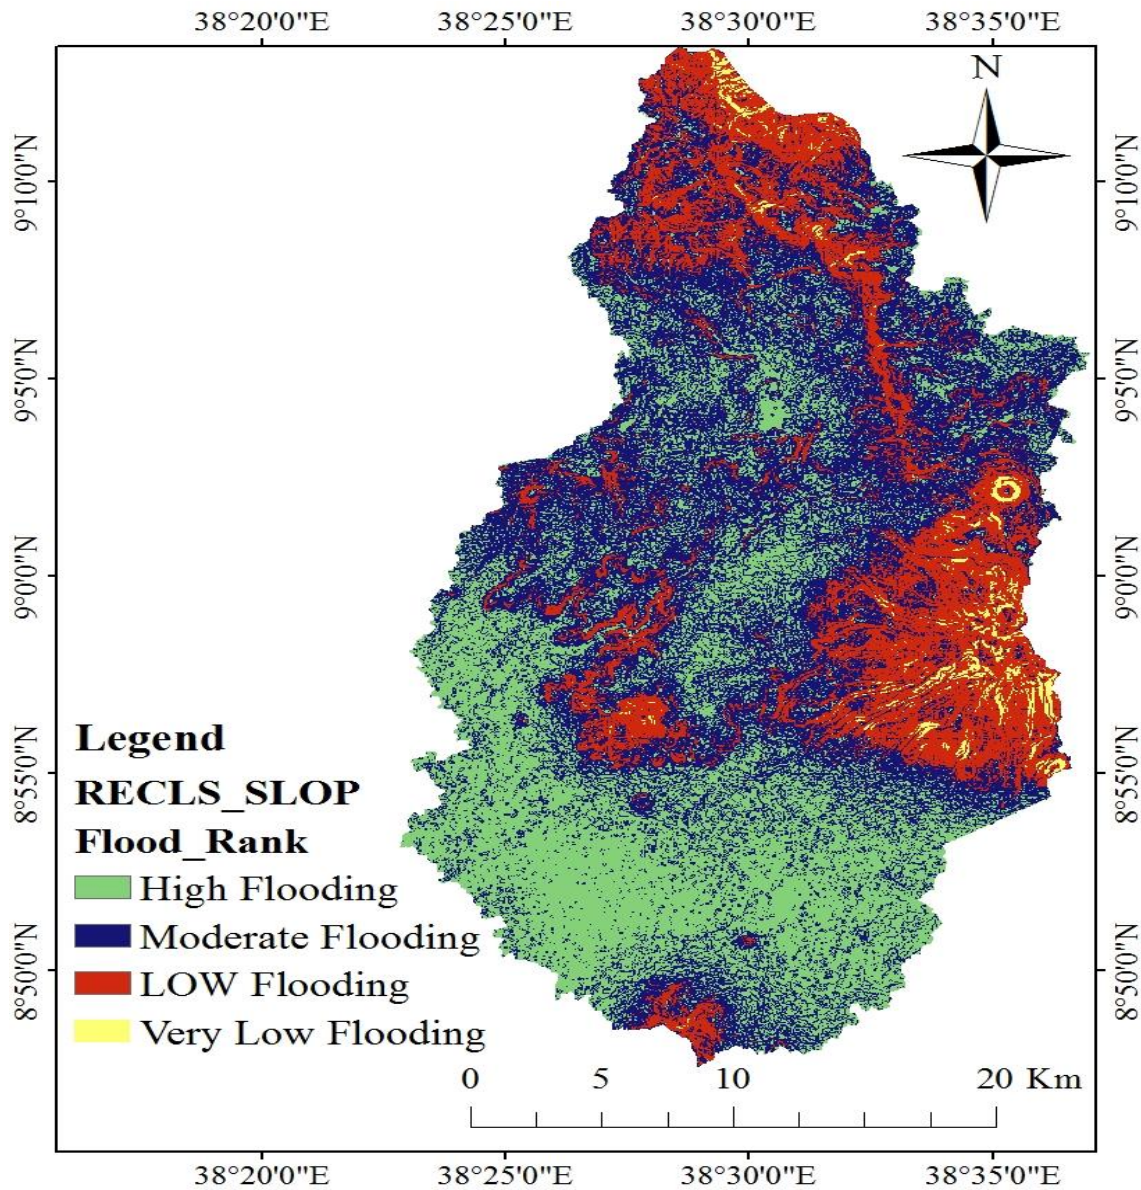 38°20'0"E 38°25'0"E 38°30'0"E 38°35'0"E
N
9°10'0"N 9°10'0"N
9°5'0"N 9°5'0"N
9°0'0"N 9°0'0"N
8°55'0"N 8°55'0"N
8°50'0"N 8°50'0"N
Legend
RECLS_SLOP
Flood_Rank
High Flooding
Moderate Flooding
LOW Flooding
Very Low Flooding
0 5 10 20 Km
38°20'0"E 38°25'0"E 38°30'0"E 38°35'0"E